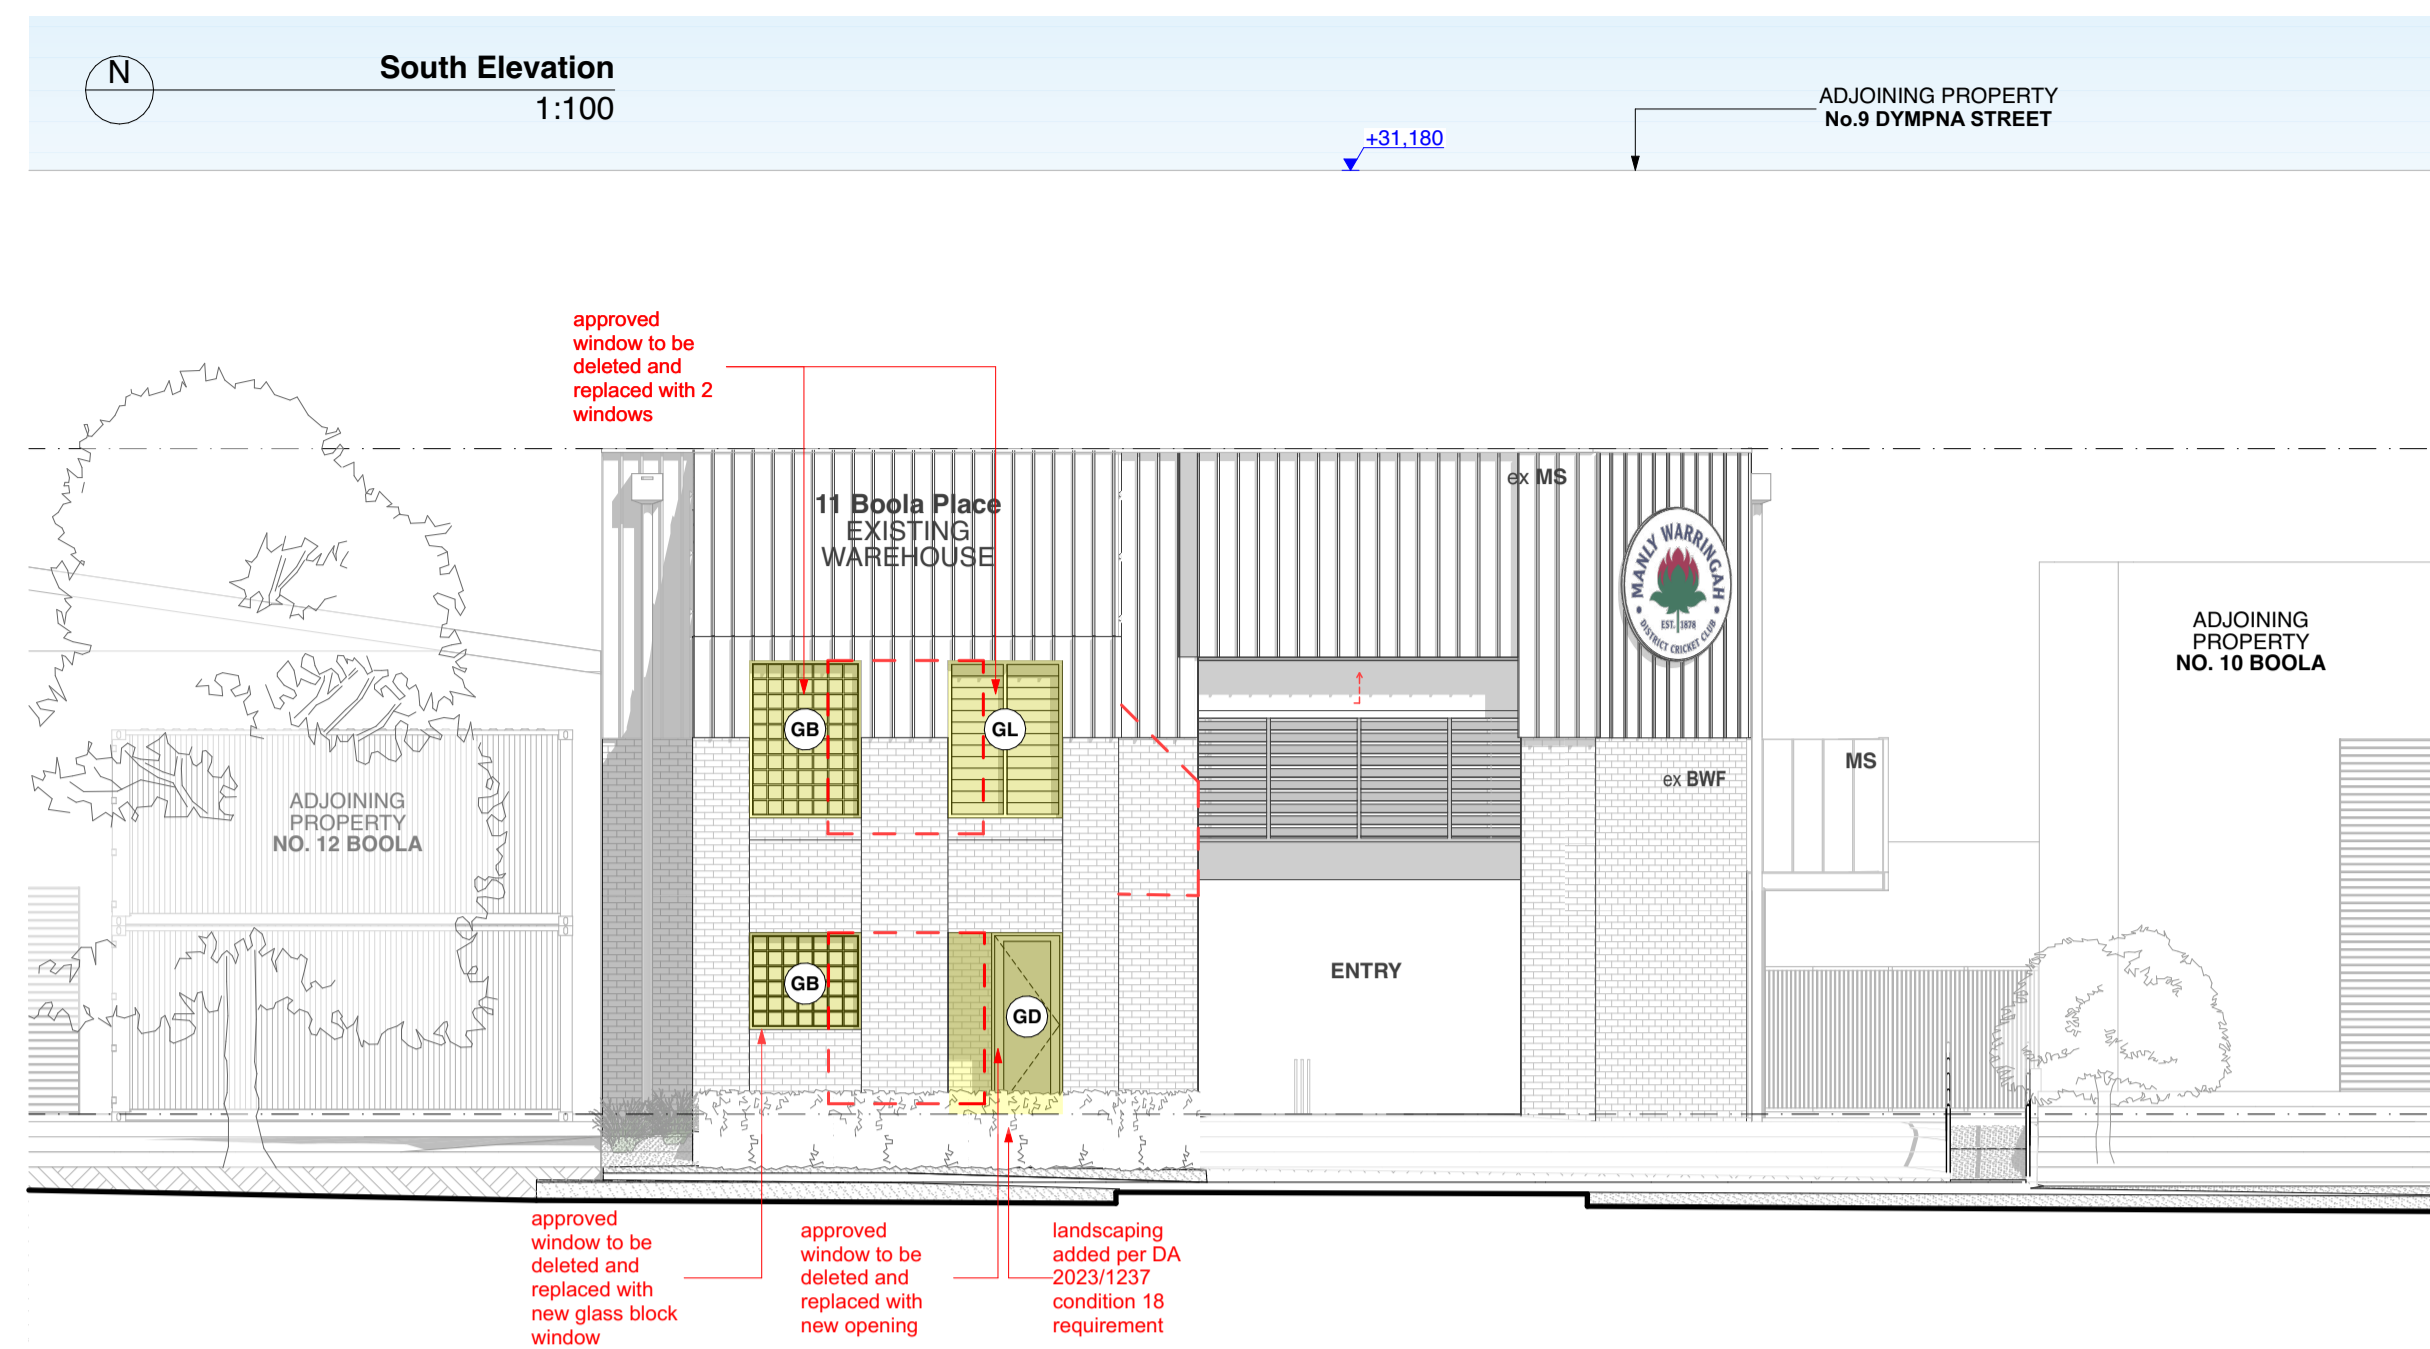 N
South Elevation
1:100
ADJOINING PROPERTY
No.9 DYMPNA STREET
+31,180
approved
window to be
deleted and
replaced with 2
windows
11 Boola Place
EXISTING
WAREHOUSE
ex MS
MANLY WARRINGAH
EST. 1878
DISTRICT CRICKET CLUB
ADJOINING
PROPERTY
NO. 10 BOOLA
GB
GL
MS
ex BWF
ADJOINING
PROPERTY
NO. 12 BOOLA
ENTRY
GB
GD
approved
window to be
deleted and
replaced with
new glass block
window
approved
window to be
deleted and
replaced with
new opening
landscaping
added per DA
2023/1237
condition 18
requirement